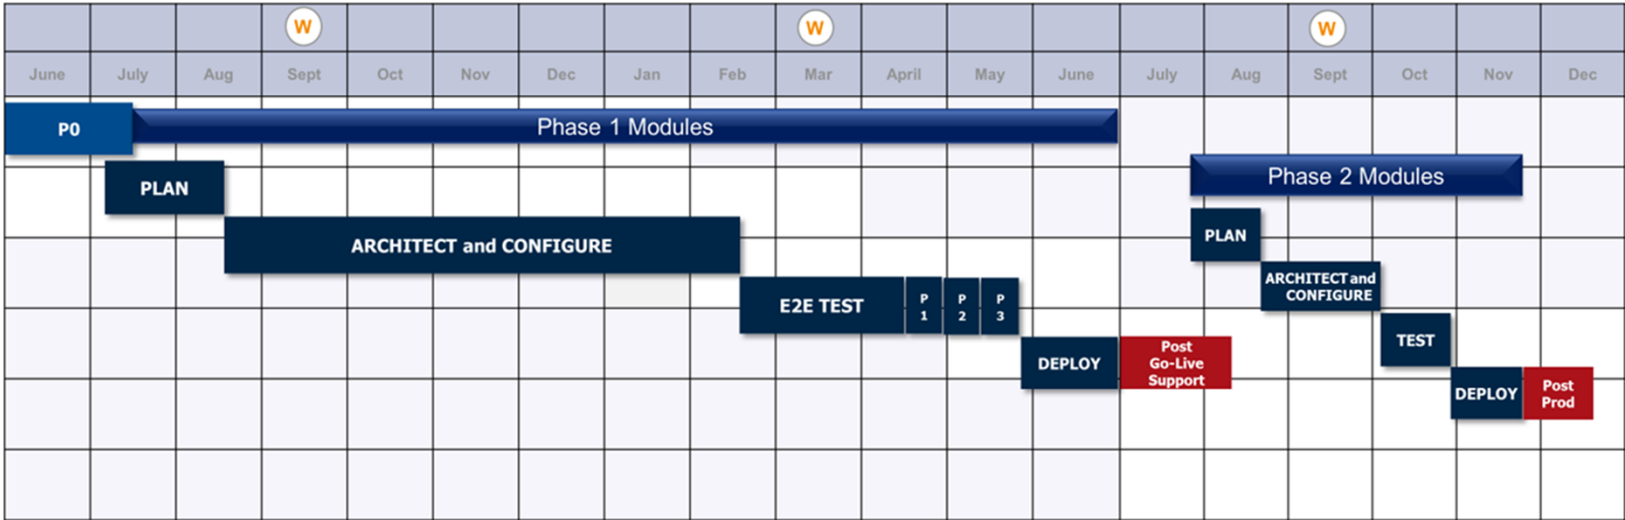 W W W
June July Aug Sept Oct Nov Dec Jan Feb Mar April May June July Aug Sept Oct Nov Dec
P0
Phase 1 Modules
PLAN
ARCHITECT and CONFIGURE
E2E TEST
P
1
P
2
P
3
DEPLOY
Post
Go-Live
Support
Phase 2 Modules
PLAN
ARCHITECT and
CONFIGURE
TEST
DEPLOY
Post
Prod